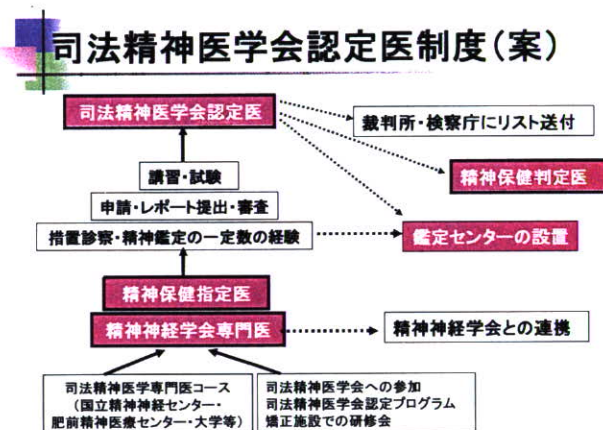 司法精神医学会認定医制度(案)
司法精神医学会認定医
裁判所・検察庁にリスト送付
講習・試験
精神保健判定医
申請・レポート提出・審査
措置診察・精神鑑定の一定数の経験
鑑定センターの設置
精神保健指定医
精神神経学会専門医
精神神経学会との連携
司法精神医学専門医コース
(国立精神神経センター・
肥前精神医療センター・大学等)
司法精神医学会への参加
司法精神医学会認定プログラム
矯正施設での研修会